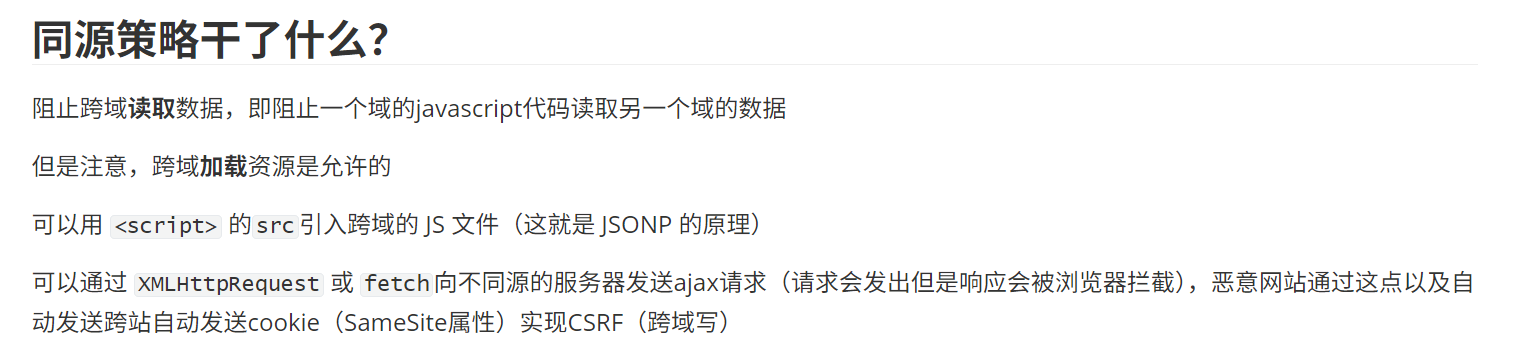 同源策略干了什么？
阻止跨域读取数据，即阻止一个域的javascript代码读取另一个域的数据
但是注意，跨域加载资源是允许的
可以用 <script> 的src引入跨域的 JS 文件（这就是 JSONP 的原理）
可以通过 XMLHttpRequest 或 fetch向不同源的服务器发送ajax请求（请求会发出但是响应会被浏览器拦截），恶意网站通过这点以及自
动发送跨站自动发送cookie（SameSite属性）实现CSRF（跨域写）